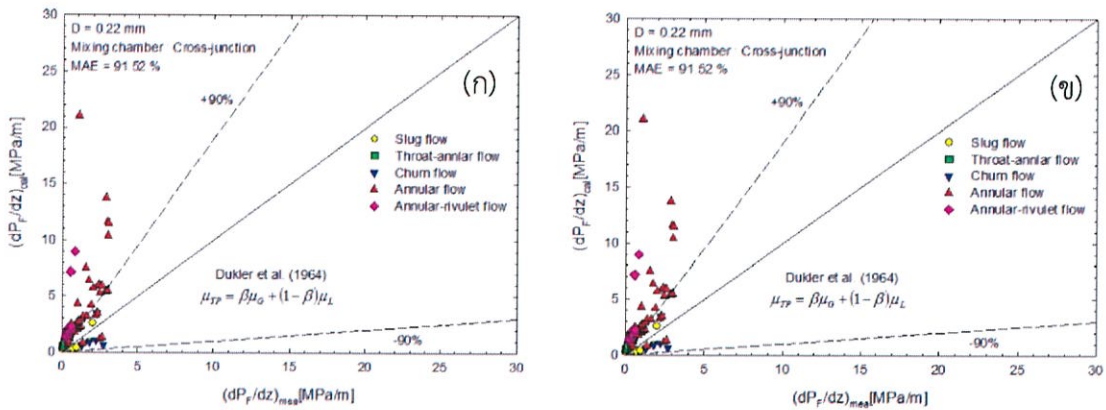 D = 0.22 mm
Mixing chamber Cross-junction
MAE = 91 52 %
(ก)
+90%
Slug flow
Throat-annlar flow
Churn flow
Annular flow
Annular-rivulet flow
Dukler et al. (1964)
μTP = βμG + (1−β)μL
-90%
30
25
20
15
10
5
0
(dPF/dz)cal[MPa/m]
0 5 10 15 20 25 30
(dPF/dz)mea[MPa/m]
D = 0.22 mm
Mixing chamber Cross-junction
MAE = 91 52 %
(ข)
+90%
Slug flow
Throat-annlar flow
Churn flow
Annular flow
Annular-rivulet flow
Dukler et al. (1964)
μTP = βμG + (1−β)μL
-90%
30
25
20
15
10
5
0
(dPF/dz)cal[MPa/m]
0 5 10 15 20 25 30
(dPF/dz)mea[MPa/m]